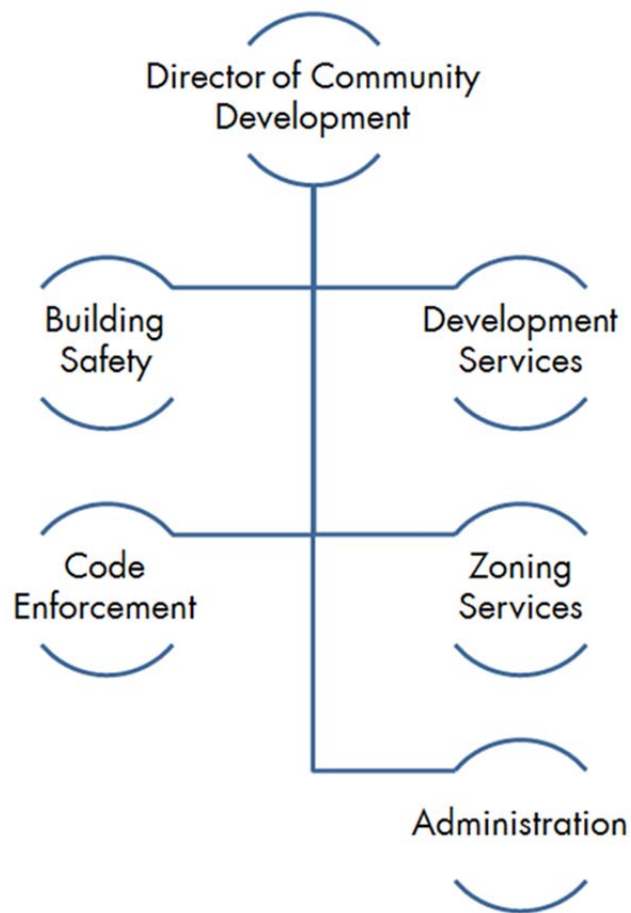 Director of Community
Development
Building
Safety
Development
Services
Code
Enforcement
Zoning
Services
Administration